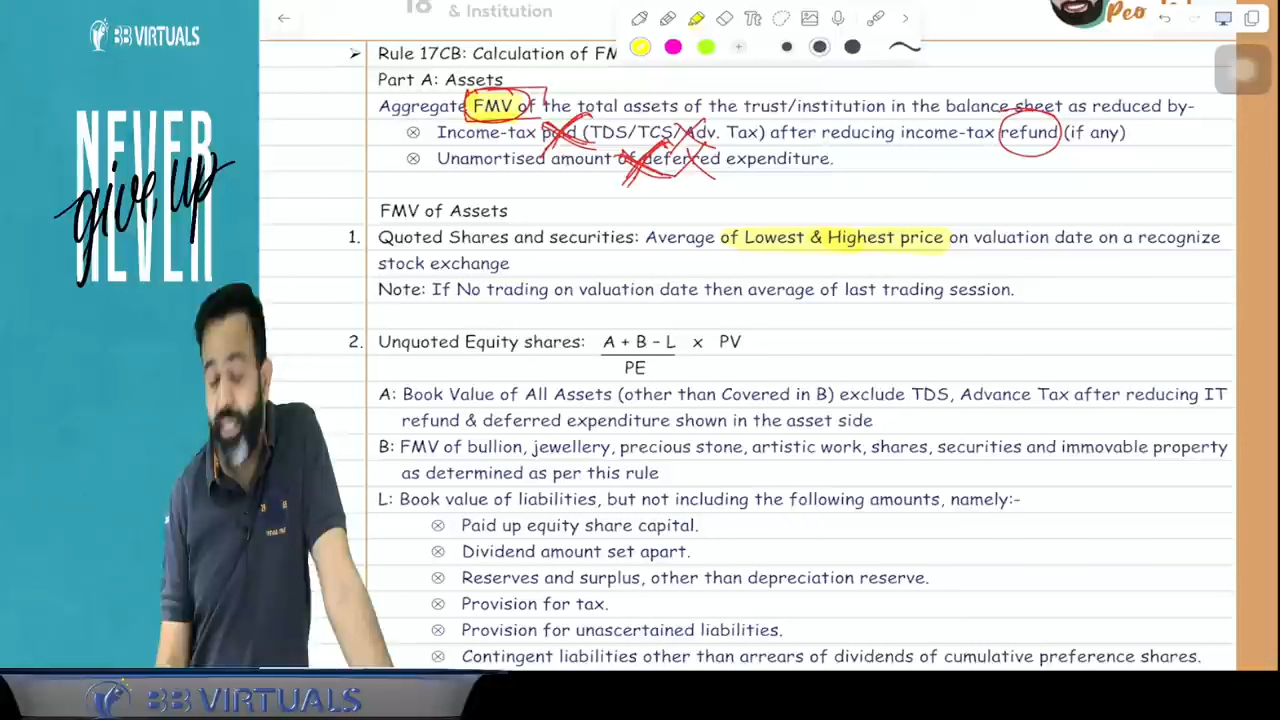 18 & Institution
BB VIRTUALS
NEVER
give up
NEVER
➤ Rule 17CB: Calculation of FM
Part A: Assets
Aggregate FMV of the total assets of the trust/institution in the balance sheet as reduced by-
⊗ Income-tax paid (TDS/TCS/Adv. Tax) after reducing income-tax refund (if any)
⊗ Unamortised amount of deferred expenditure.
FMV of Assets
1. Quoted Shares and securities: Average of Lowest & Highest price on valuation date on a recognize
stock exchange
Note: If No trading on valuation date then average of last trading session.
2. Unquoted Equity shares: A + B - L x PV
PE
A: Book Value of All Assets (other than Covered in B) exclude TDS, Advance Tax after reducing IT
refund & deferred expenditure shown in the asset side
B: FMV of bullion, jewellery, precious stone, artistic work, shares, securities and immovable property
as determined as per this rule
L: Book value of liabilities, but not including the following amounts, namely:-
⊗ Paid up equity share capital.
⊗ Dividend amount set apart.
⊗ Reserves and surplus, other than depreciation reserve.
⊗ Provision for tax.
⊗ Provision for unascertained liabilities.
⊗ Contingent liabilities other than arrears of dividends of cumulative preference shares.
BB VIRTUALS